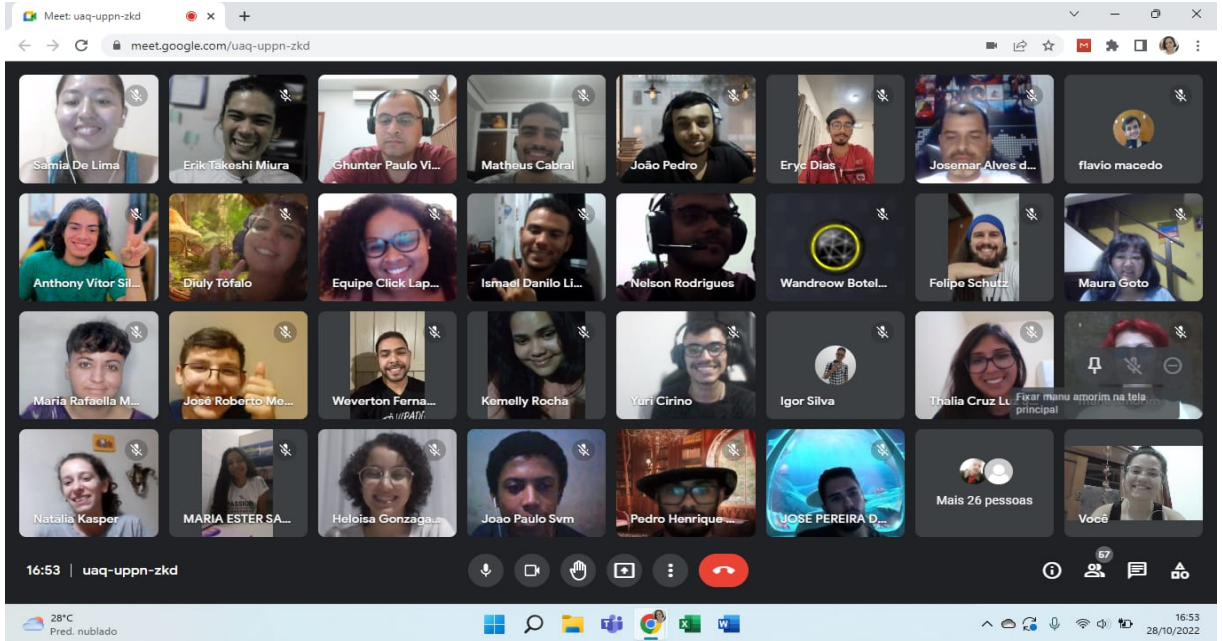 Meet: uaq-uppn-zkd
meet.google.com/uaq-uppn-zkd
Samia De Lima
Erik Takeshi Miura
Ghunter Paulo Vi...
Matheus Cabral
João Pedro
Eryc Dias
Josemar Alves d...
flavio macedo
Anthony Vitor Sil...
Diuly Tófalo
Equipe Click Lap...
Ismael Danilo Li...
Nelson Rodrigues
Wandreow Botel...
Felipe Schutz
Maura Goto
Maria Rafaella M...
José Roberto Me...
Weverton Ferna...
Kemelly Rocha
Yuri Cirino
Igor Silva
Thalia Cruz
Fixar manu amorim na tela
principal
Natália Kasper
MARIA ESTER SA...
Heloisa Gonzaga...
Joao Paulo Svm
Pedro Henrique ...
JOSÉ PEREIRA D...
Mais 26 pessoas
Você
16:53 | uaq-uppn-zkd
57
28°C
Pred. nublado
16:53
28/10/2022